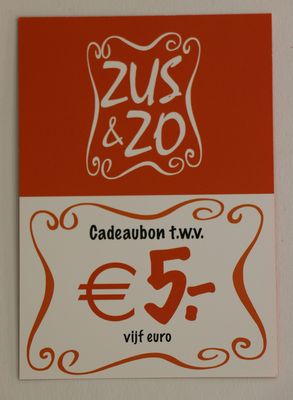 ZUS
& ZO
Cadeaubon t.w.v.
€ 5,-
vijf euro